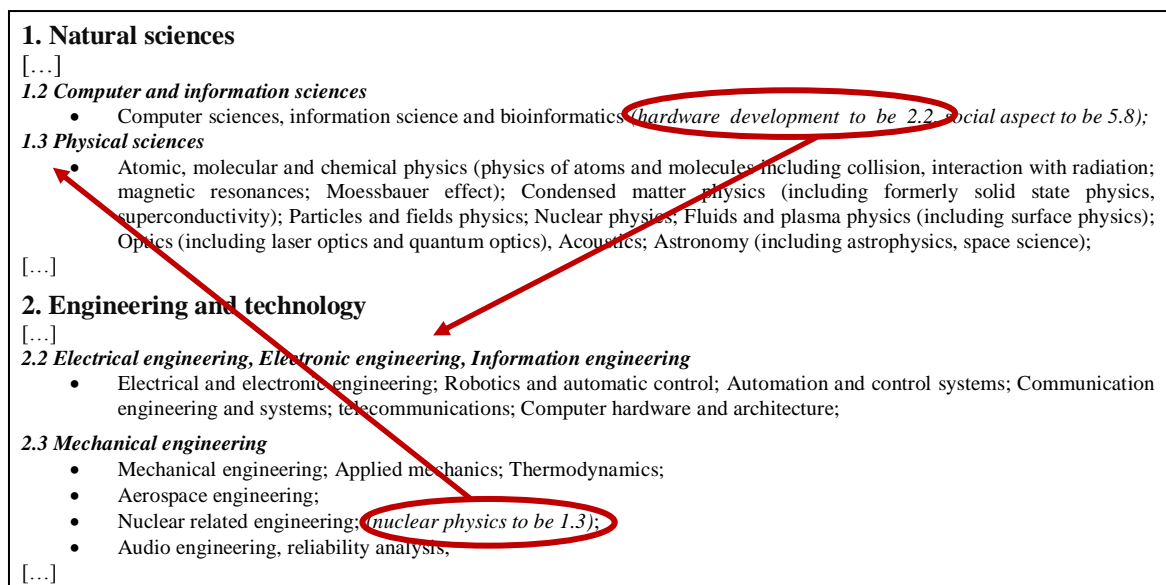 1. Natural sciences
[…]
1.2 Computer and information sciences
• Computer sciences, information science and bioinformatics (hardware development to be 2.2, social aspect to be 5.8);
1.3 Physical sciences
• Atomic, molecular and chemical physics (physics of atoms and molecules including collision, interaction with radiation;
magnetic resonances; Moessbauer effect); Condensed matter physics (including formerly solid state physics,
superconductivity); Particles and fields physics; Nuclear physics; Fluids and plasma physics (including surface physics);
Optics (including laser optics and quantum optics), Acoustics; Astronomy (including astrophysics, space science);
[…]
2. Engineering and technology
[…]
2.2 Electrical engineering, Electronic engineering, Information engineering
• Electrical and electronic engineering; Robotics and automatic control; Automation and control systems; Communication
engineering and systems; telecommunications; Computer hardware and architecture;
2.3 Mechanical engineering
• Mechanical engineering; Applied mechanics; Thermodynamics;
• Aerospace engineering;
• Nuclear related engineering; (nuclear physics to be 1.3);
• Audio engineering, reliability analysis;
[…]